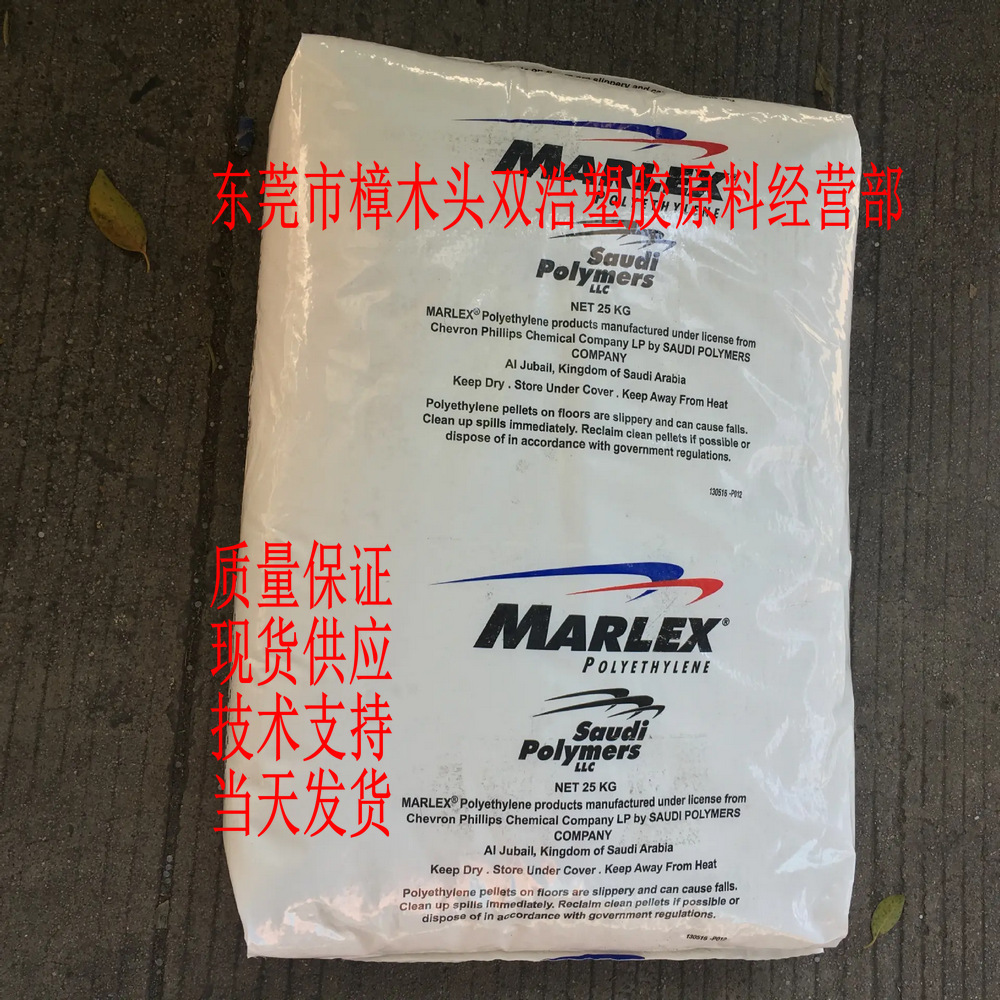 slippery and
MARLEX
POLYETHYLENE
东莞市樟木头双浩塑胶原料经营部
Saudi
Polymers
LLC
NET 25 KG
MARLEX® Polyethylene products manufactured under license from
Chevron Phillips Chemical Company LP by SAUDI POLYMERS
COMPANY
Al Jubail, Kingdom of Saudi Arabia
Keep Dry . Store Under Cover . Keep Away From Heat
Polyethylene pellets on floors are slippery and can cause falls.
Clean up spills immediately. Reclaim clean pellets if possible or
dispose of in accordance with government regulations.
130516 -P012
质量保证
现货供应
技术支持
当天发货
MARLEX®
POLYETHYLENE
Saudi
Polymers
LLC
NET 25 KG
MARLEX® Polyethylene products manufactured under license from
Chevron Phillips Chemical Company LP by SAUDI POLYMERS
COMPANY
Al Jubail, Kingdom of Saudi Arabia
Keep Dry . Store Under Cover . Keep Away From Heat
Polyethylene pellets on floors are slippery and can cause falls.
Clean up spills immediately. Reclaim clean pellets if possible or
dispose of in accordance with government regulations.
130516 -P012